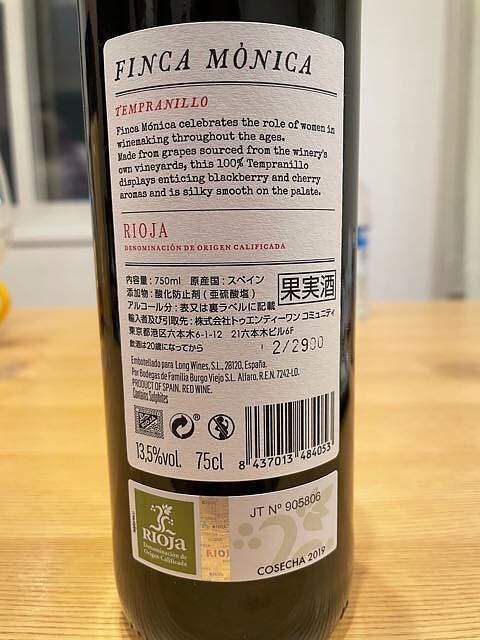 FINCA MÓNICA
TEMPRANILLO
Finca Mónica celebrates the role of women in
winemaking throughout the ages.
Made from grapes sourced from the winery's
own vineyards, this 100% Tempranillo
displays enticing blackberry and cherry
aromas and is silky smooth on the palate.
RIOJA
DENOMINACIÓN DE ORIGEN CALIFICADA
内容量:750ml 原産国:スペイン
添加物:酸化防止剤(亜硫酸塩)
アルコール分:表又は裏ラベルに記載
果実酒
輸入者及び引取先:株式会社トゥエンティーワン コミュニティ
東京都港区六本木6-1-12 21六本木ビル6F
飲酒は20歳になってから
2/2900
Embotellado para Long Wines, S.L., 28120, España.
Por Bodegas de Familia Burgo Viejo S.L. Alfaro, R.E.N. 7242-LO.
PRODUCT OF SPAIN. RED WINE.
Contains Sulphites
13,5%vol. 75cl
8 437013 484053
RIOJA
Denominación de
Origen Calificada
RIOJ
JT Nº 905806
COSECHA 2019